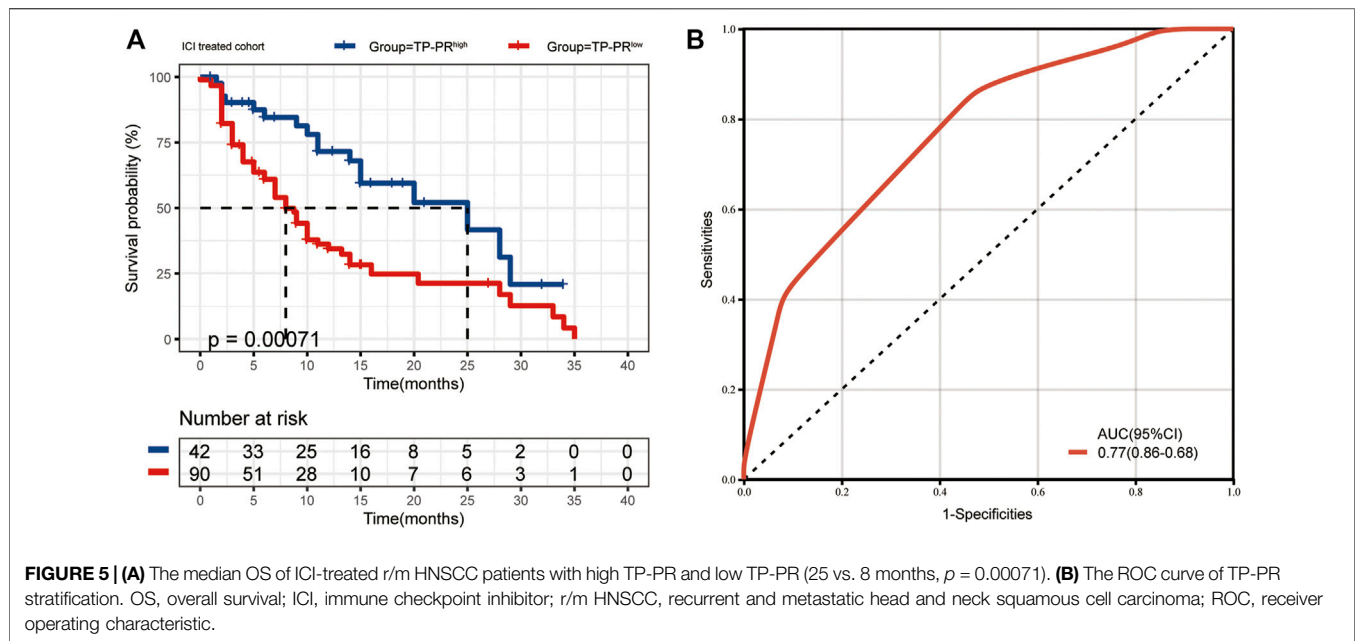 A
ICI treated cohort
Group=TP-PRhigh
Group=TP-PRlow
Survival probability (%)
100
75
50
25
0
p = 0.00071
0 5 10 15 20 25 30 35 40
Time(months)
Number at risk
42 33 25 16 8 5 2 0 0
90 51 28 10 7 6 3 1 0
0 5 10 15 20 25 30 35 40
Time(months)
B
Sensitivities
1.0
0.8
0.6
0.4
0.2
0.0
AUC(95%CI)
0.77(0.86-0.68)
0.0 0.2 0.4 0.6 0.8 1.0
1-Specificities
FIGURE 5 | (A) The median OS of ICI-treated r/m HNSCC patients with high TP-PR and low TP-PR (25 vs. 8 months, p = 0.00071). (B) The ROC curve of TP-PR
stratification. OS, overall survival; ICI, immune checkpoint inhibitor; r/m HNSCC, recurrent and metastatic head and neck squamous cell carcinoma; ROC, receiver
operating characteristic.